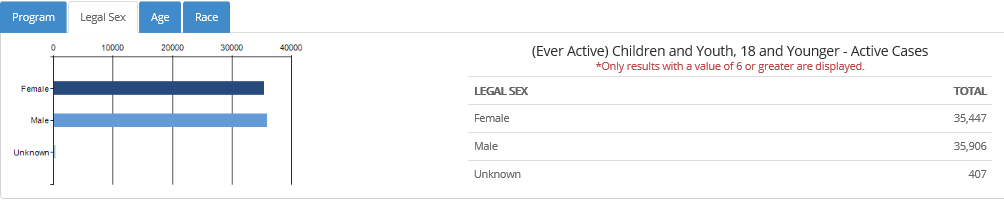 Program Legal Sex Age Race
0 10000 20000 30000 40000
Female
Male
Unknown
(Ever Active) Children and Youth, 18 and Younger - Active Cases
*Only results with a value of 6 or greater are displayed.
LEGAL SEX TOTAL
Female 35,447
Male 35,906
Unknown 407